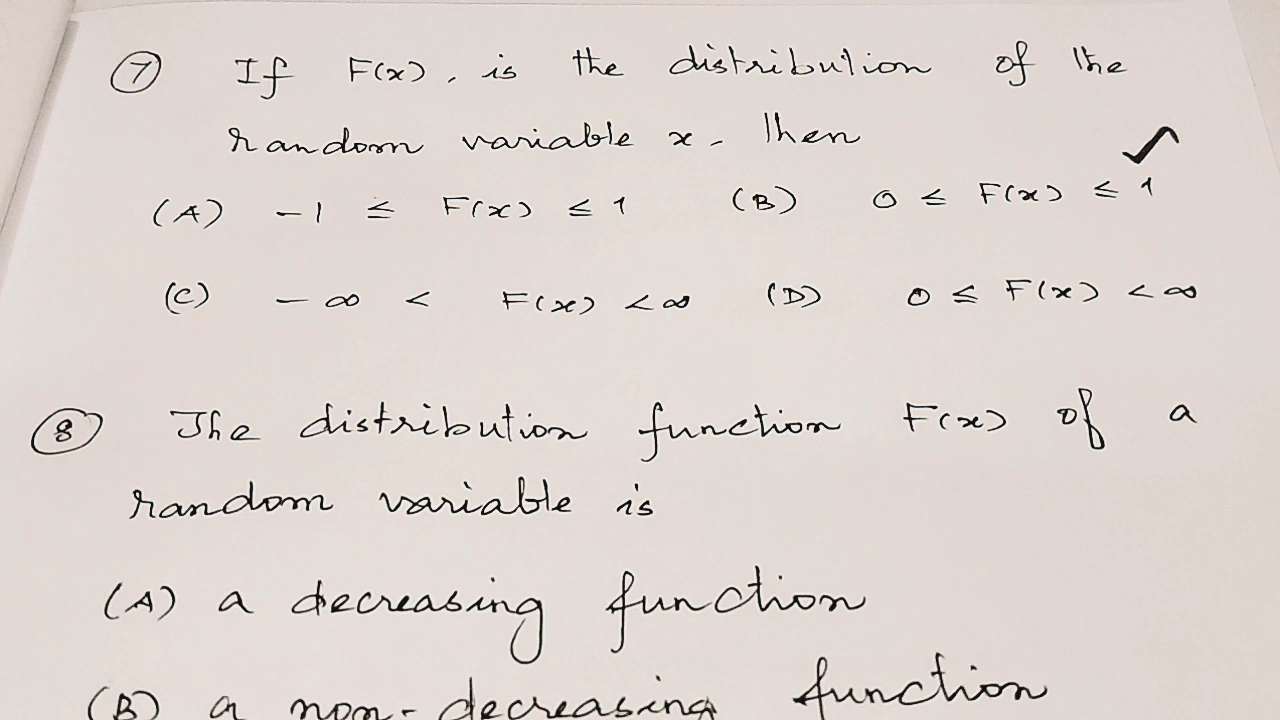 ⑦ If F(x), is the distribution of the
random variable x, then
(A) -1 ≤ F(x) ≤ 1 (B) 0 ≤ F(x) ≤ 1 ✓
(C) -∞ < F(x) < ∞ (D) 0 ≤ F(x) < ∞
⑧ The distribution function F(x) of a
random variable is
(A) a decreasing function
(B) a non-decreasing function